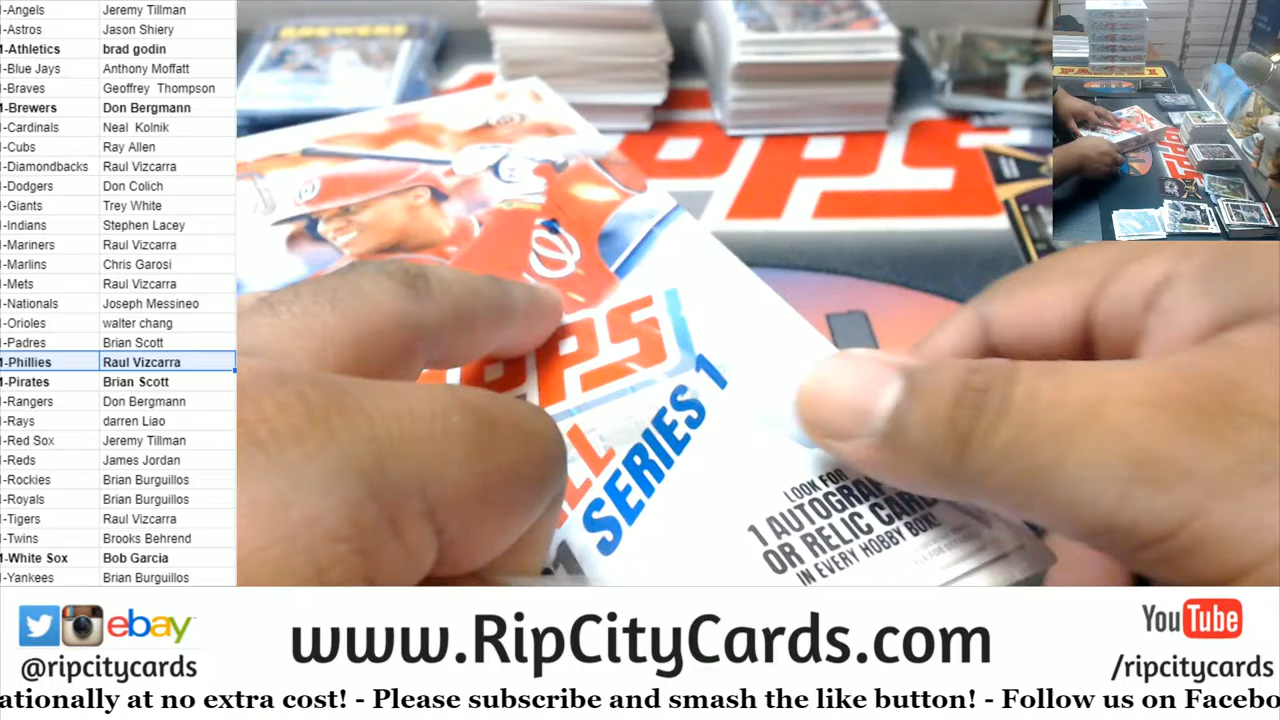 -Angels Jeremy Tillman
-Astros Jason Shiery
-Athletics brad godin
-Blue Jays Anthony Moffatt
-Braves Geoffrey Thompson
-Brewers Don Bergmann
-Cardinals Neal Kolnik
-Cubs Ray Allen
-Diamondbacks Raul Vizcarra
-Dodgers Don Colich
-Giants Trey White
-Indians Stephen Lacey
-Mariners Raul Vizcarra
-Marlins Chris Garosi
-Mets Raul Vizcarra
-Nationals Joseph Messineo
-Orioles walter chang
-Padres Brian Scott
1-Phillies Raul Vizcarra
-Pirates Brian Scott
-Rangers Don Bergmann
-Rays darren Liao
-Red Sox Jeremy Tillman
-Reds James Jordan
-Rockies Brian Burguillos
-Royals Brian Burguillos
-Tigers Raul Vizcarra
-Twins Brooks Behrend
-White Sox Bob Garcia
-Yankees Brian Burguillos
OPS
OPS
SERIES 1
LOOK FOR
1 AUTOGRA
OR RELIC CARD
IN EVERY HOBBY BOX!
ebay
@ripcitycards
www.RipCityCards.com
YouTube
/ripcitycards
ationally at no extra cost! - Please subscribe and smash the like button! - Follow us on Facebo